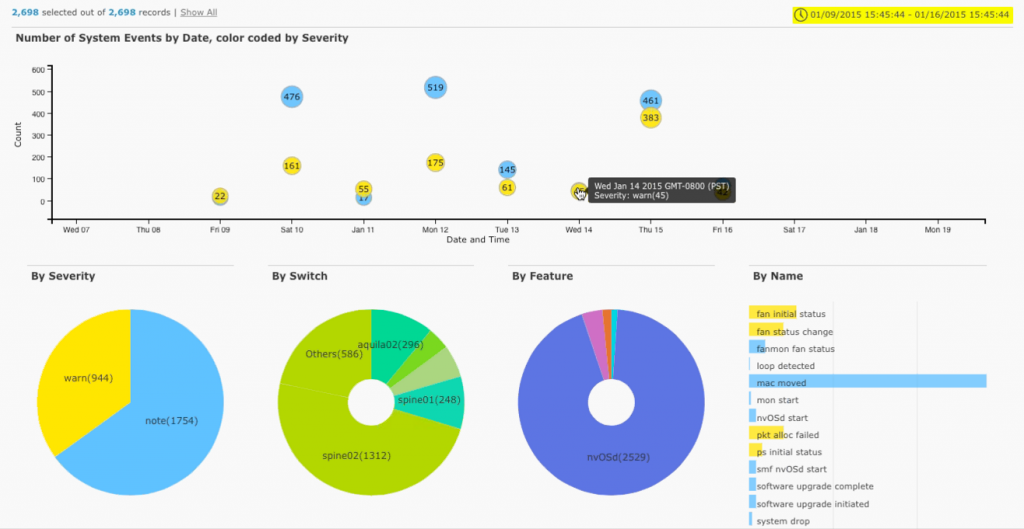 2,698 selected out of 2,698 records | Show All
01/09/2015 15:45:44 - 01/16/2015 15:45:44
Number of System Events by Date, color coded by Severity
600
500
400
300
200
100
0
Count
476
519
461
383
161
175
145
22
55
17
61
Wed Jan 14 2015 GMT-0800 (PST)
Severity: warn(45)
Wed 07
Thu 08
Fri 09
Sat 10
Jan 11
Mon 12
Tue 13
Wed 14
Thu 15
Fri 16
Sat 17
Jan 18
Mon 19
Date and Time
By Severity
By Switch
By Feature
By Name
warn(944)
note(1754)
Others(586)
aquila02(296)
spine01(248)
spine02(1312)
nvOSd(2529)
fan initial status
fan status change
fanmon fan status
loop detected
mac moved
mon start
nvOSd start
pkt alloc failed
ps initial status
smf nvOSd start
software upgrade complete
software upgrade initiated
system drop